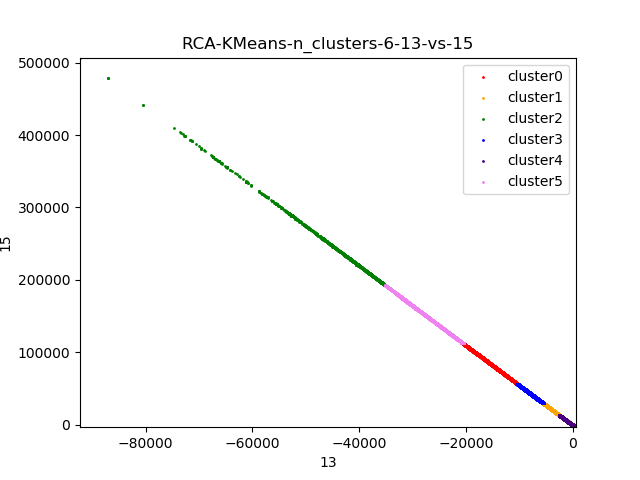 RCA-KMeans-n_clusters-6-13-vs-15
500000
400000
300000
200000
100000
0
15
−80000
−60000
−40000
−20000
0
13
cluster0
cluster1
cluster2
cluster3
cluster4
cluster5